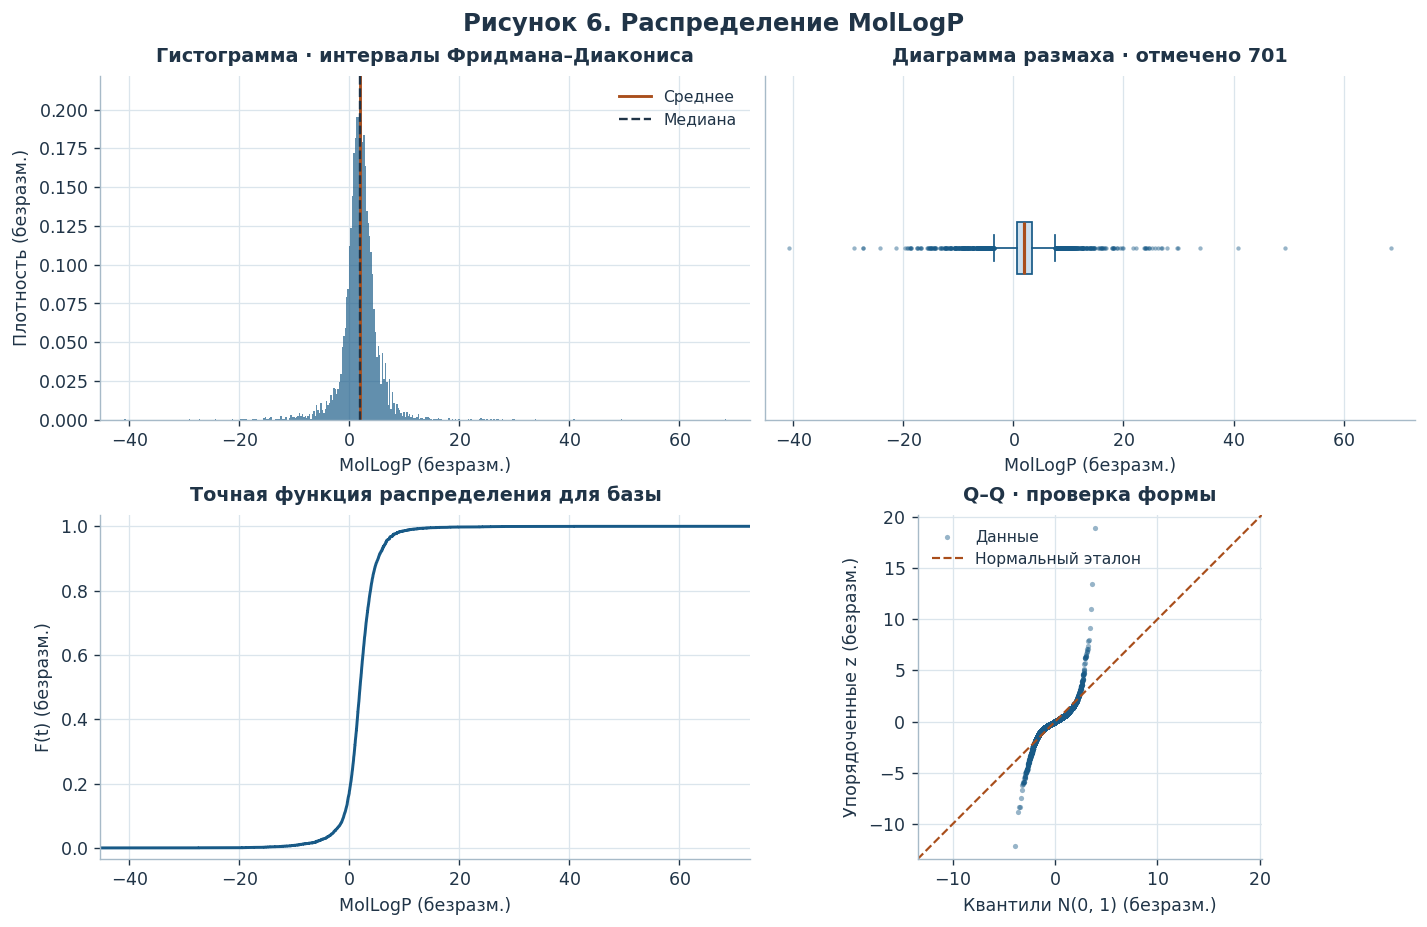 Рисунок 6. Распределение MolLogP
Гистограмма · интервалы Фридмана–Диакониса
Среднее
Медиана
Плотность (безразм.)
0.200
0.175
0.150
0.125
0.100
0.075
0.050
0.025
0.000
−40 −20 0 20 40 60
MolLogP (безразм.)
Диаграмма размаха · отмечено 701
−40 −20 0 20 40 60
MolLogP (безразм.)
Точная функция распределения для базы
F(t) (безразм.)
1.0
0.8
0.6
0.4
0.2
0.0
−40 −20 0 20 40 60
MolLogP (безразм.)
Q–Q · проверка формы
Данные
Нормальный эталон
Упорядоченные z (безразм.)
20
15
10
5
0
−5
−10
−10 0 10 20
Квантили N(0, 1) (безразм.)